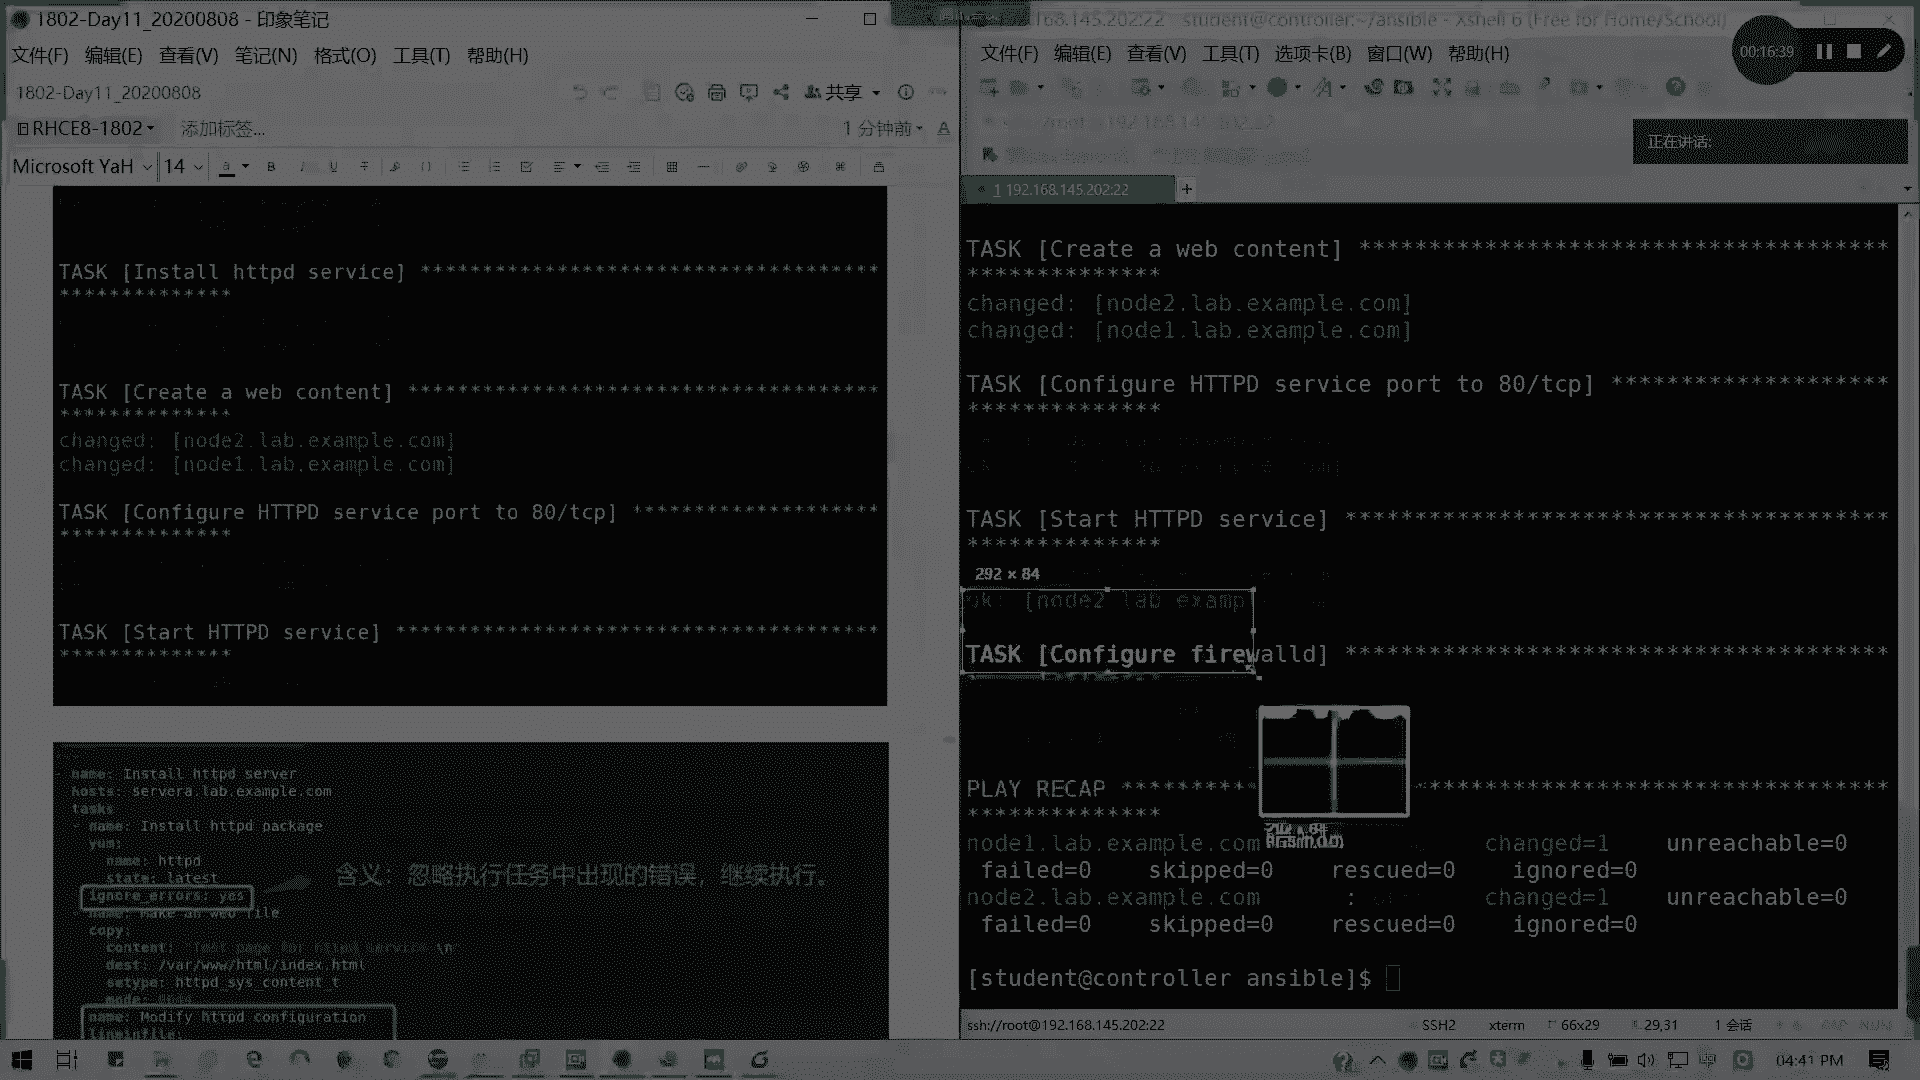 1802-Day11_20200808 - 印象笔记
文件(F) 编辑(E) 查看(V) 笔记(N) 格式(O) 工具(T) 帮助(H)
1802-Day11_20200808
共享
RHCE8-1802
添加标签...
1 分钟前
Microsoft YaH
14
TASK [Install httpd service] *************************************
**************
TASK [Create a web content] **************************************
**************
changed: [node2.lab.example.com]
changed: [node1.lab.example.com]
TASK [Configure HTTPD service port to 80/tcp] ********************
**************
TASK [Start HTTPD service] ***************************************
**************
name: Install httpd server
hosts: servera.lab.example.com
tasks
- name: Install httpd package
yum:
name: httpd
state: latest
ignore_errors: yes
含义：忽略执行任务中出现的错误，继续执行。
- name: Make an web file
copy:
content: "Test page for httpd service.\n"
dest: /var/www/html/index.html
setype: httpd_sys_content_t
name: Modify httpd configuration
lineinfile:
168.145.202:22 student@controller:~/ansible - Xshell 6 (Free for Home/School)
文件(F) 编辑(E) 查看(V) 工具(T) 选项卡(B) 窗口(W) 帮助(H)
00:16:39
正在讲话:
1 192.168.145.202:22
TASK [Create a web content] **************************************
**************
changed: [node2.lab.example.com]
changed: [node1.lab.example.com]
TASK [Configure HTTPD service port to 80/tcp] ********************
**************
TASK [Start HTTPD service] ***************************************
**************
292 × 84
ok: [node2 lab examp
TASK [Configure firewalld] ***************************************
PLAY RECAP *******************************************************
**************
node1.lab.example.com changed=1 unreachable=0
failed=0 skipped=0 rescued=0 ignored=0
node2.lab.example.com : changed=1 unreachable=0
failed=0 skipped=0 rescued=0 ignored=0
[student@controller ansible]$
ssh://root@192.168.145.202:22
SSH2
xterm
66x29
29,31
1 会话
CAP NUM
04:41 PM